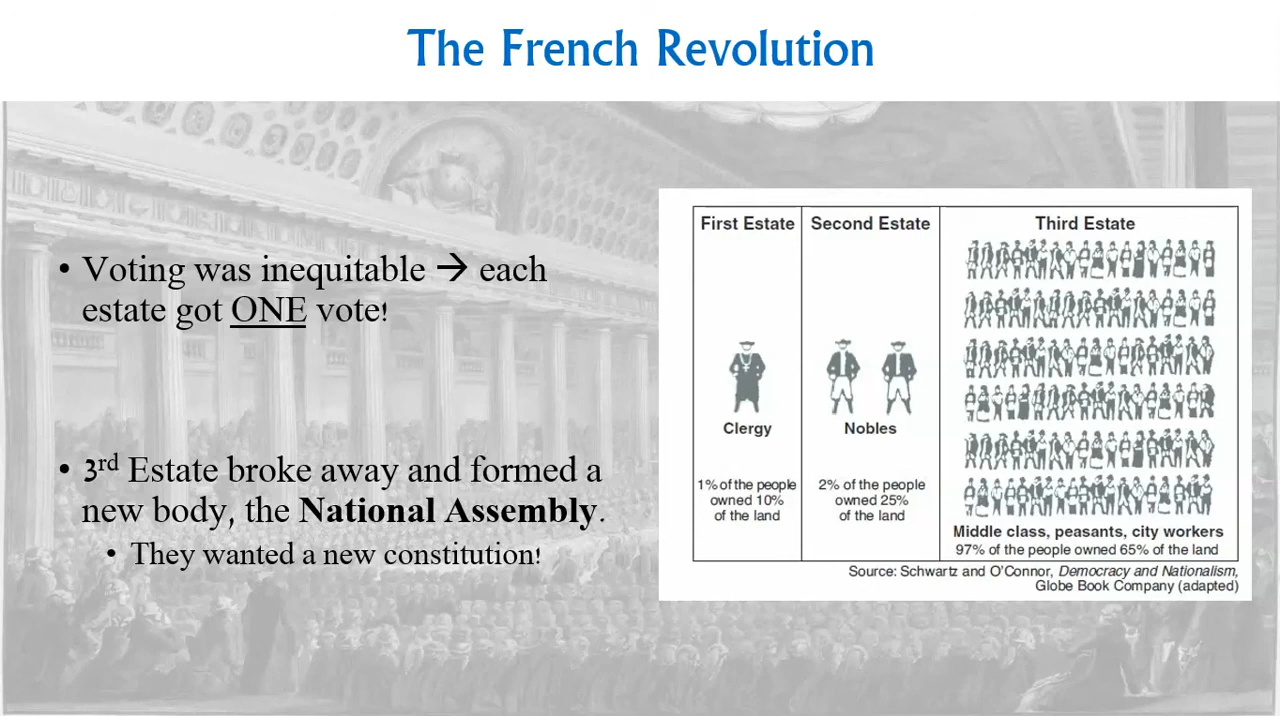 The French Revolution
• Voting was inequitable → each
estate got ONE vote!
• 3rd Estate broke away and formed a
new body, the National Assembly.
• They wanted a new constitution!
First Estate
Clergy
1% of the people
owned 10%
of the land
Second Estate
Nobles
2% of the people
owned 25%
of the land
Third Estate
Middle class, peasants, city workers
97% of the people owned 65% of the land
Source: Schwartz and O'Connor, Democracy and Nationalism,
Globe Book Company (adapted)